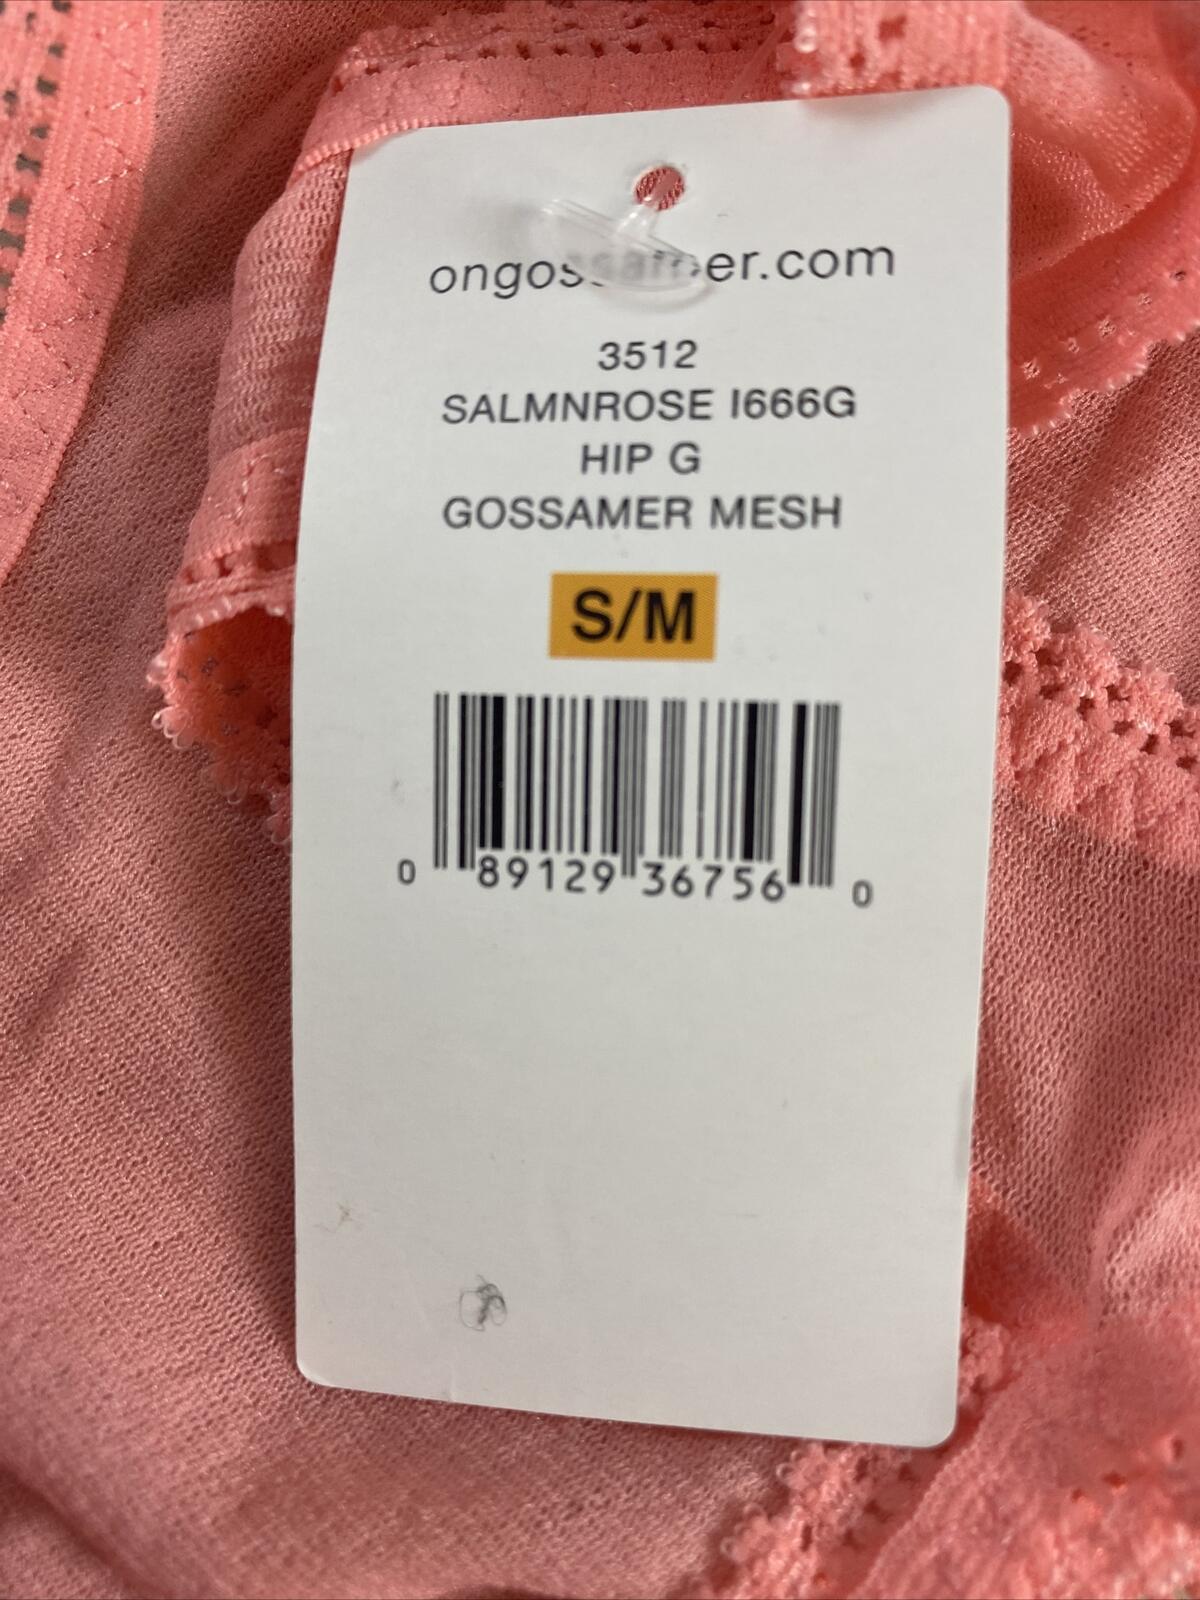 ongossamer.com
3512
SALMNROSE I666G
HIP G
GOSSAMER MESH
S/M
0 89129 36756 0